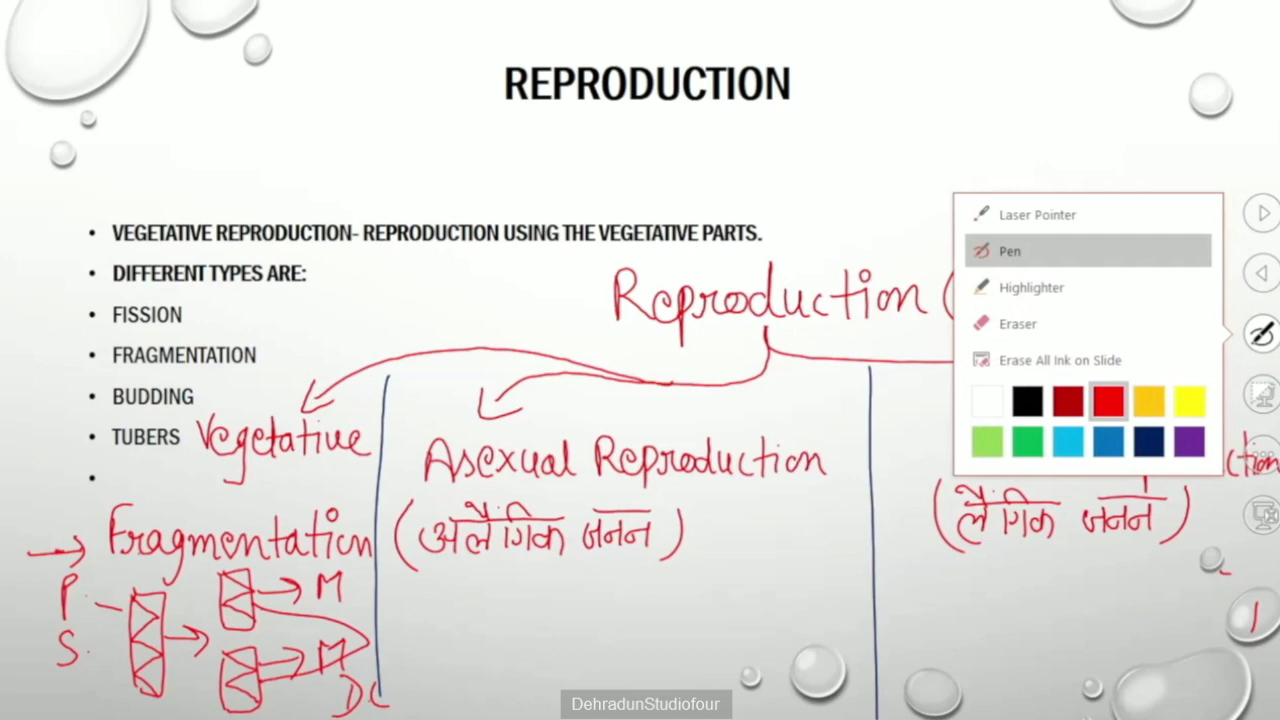 REPRODUCTION
• VEGETATIVE REPRODUCTION- REPRODUCTION USING THE VEGETATIVE PARTS.
• DIFFERENT TYPES ARE:
• FISSION
• FRAGMENTATION
• BUDDING
• TUBERS
•
Reproduction (
Vegetative
Asexual Reproduction
(अलैंगिक जनन)
ction
(लैंगिक जनन)
→ Fragmentation
P.
S.
M
M
Laser Pointer
Pen
Highlighter
Eraser
Erase All Ink on Slide
DehradunStudiofour